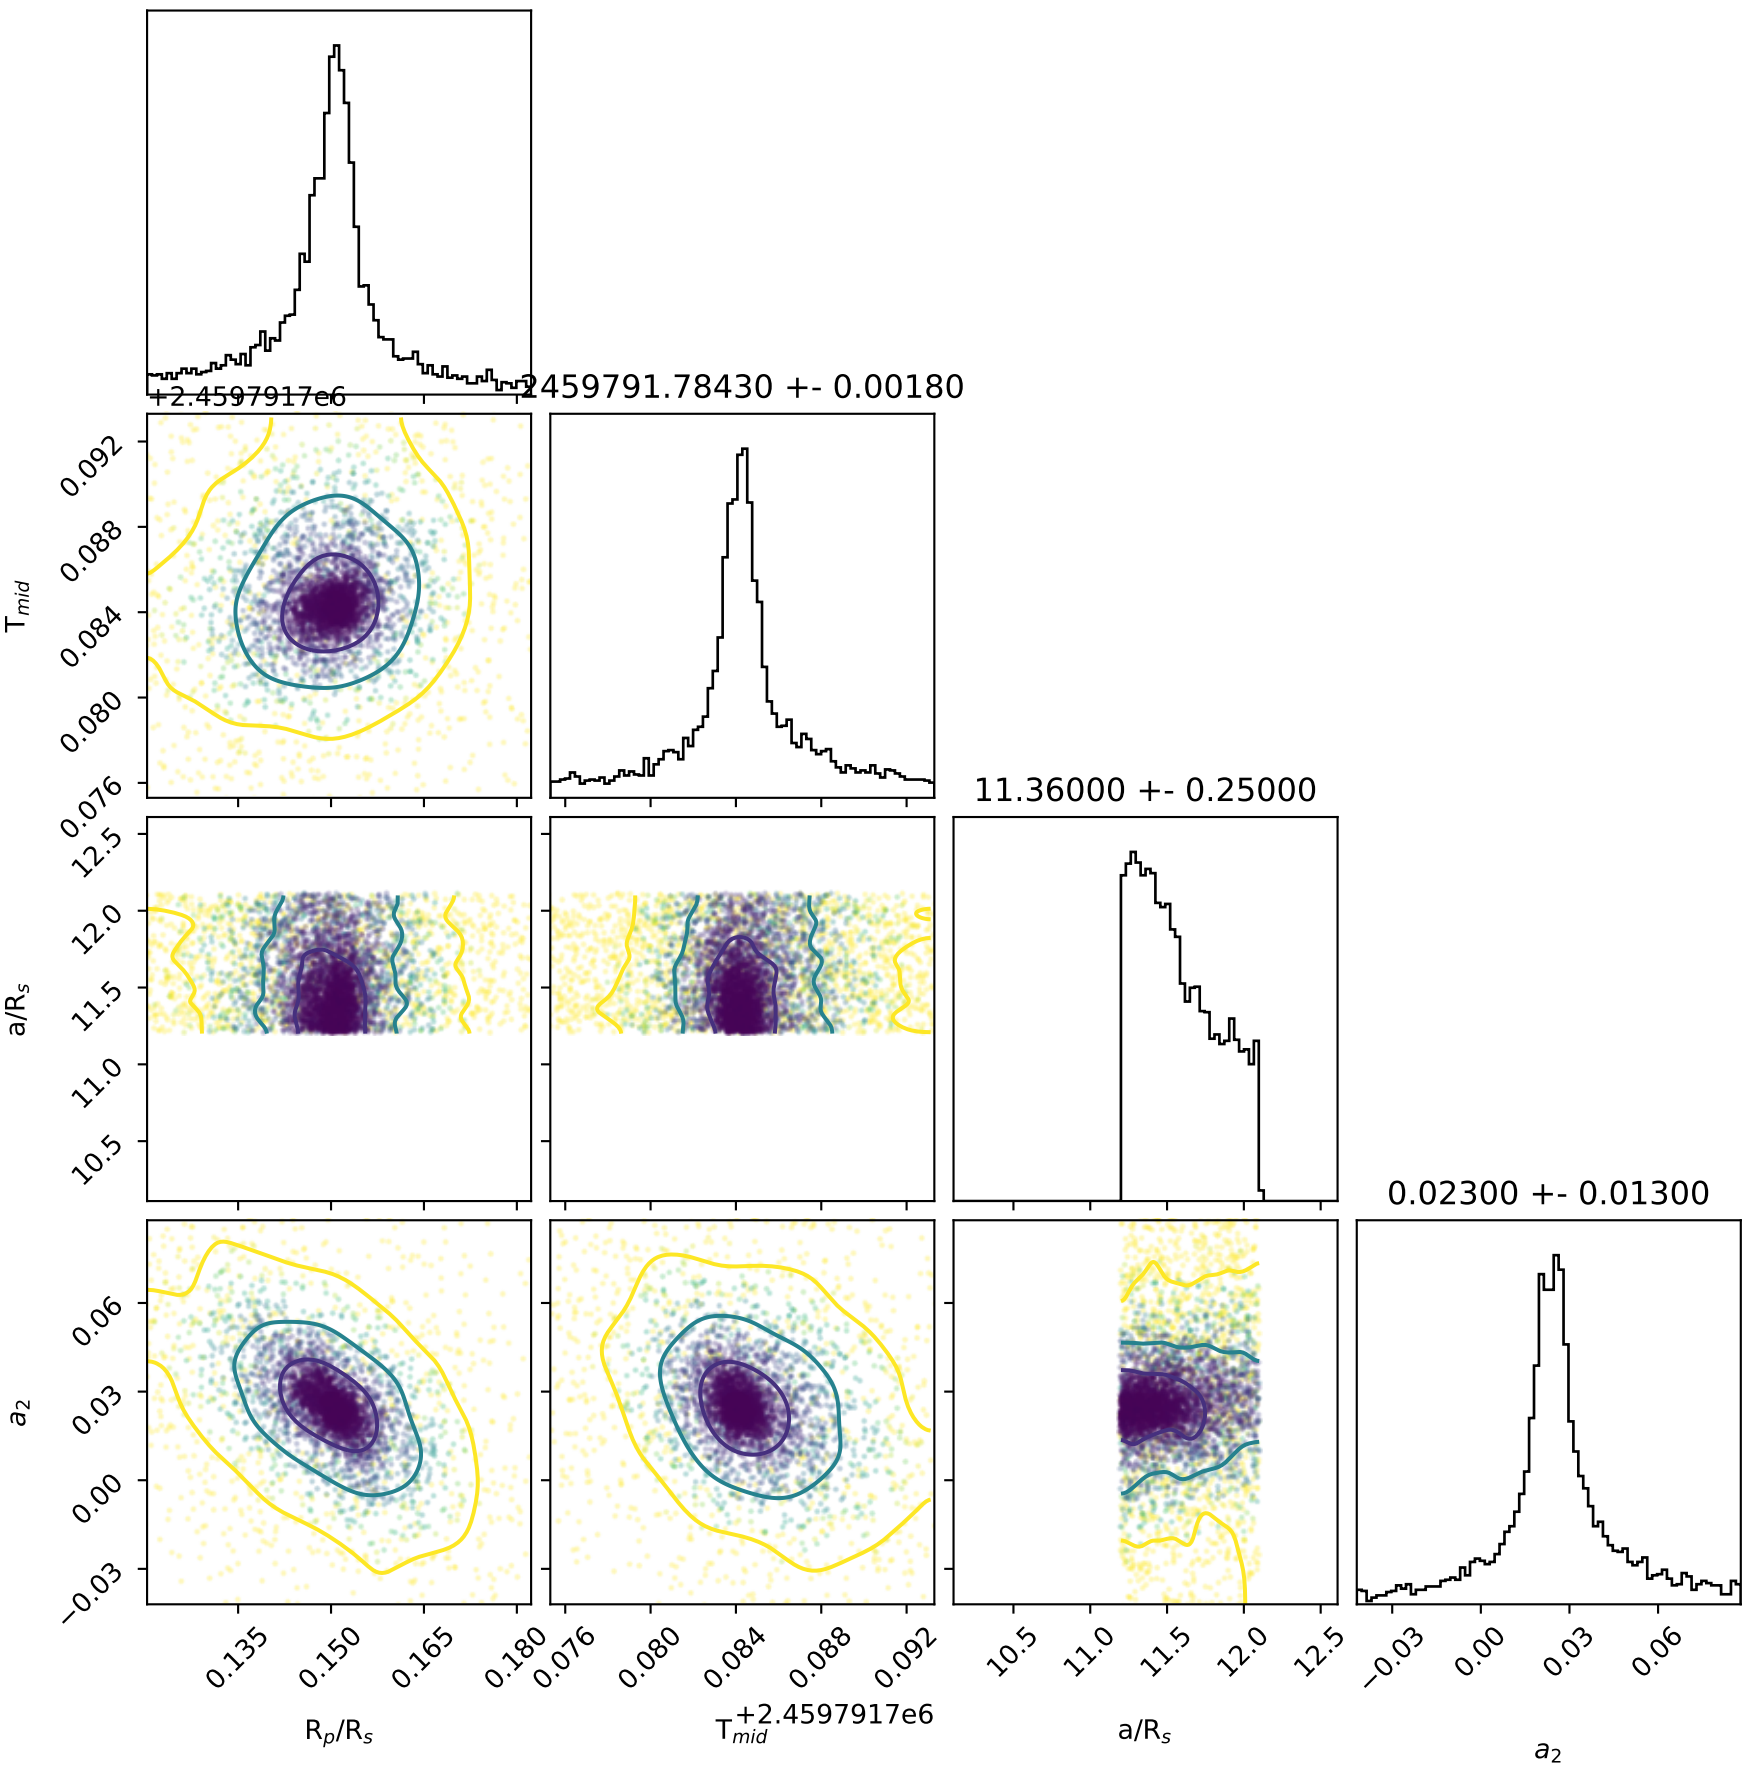 +2.4597917e6
2459791.78430 +- 0.00180
0.092
0.088
0.084
0.080
0.076
T_mid
11.36000 +- 0.25000
12.5
12.0
11.5
11.0
10.5
a/R_s
0.02300 +- 0.01300
0.06
0.03
0.00
−0.03
a_2
0.135 0.150 0.165 0.180 0.076 0.080 0.084 0.088 0.092 10.5 11.0 11.5 12.0 12.5 −0.03 0.00 0.03 0.06
+2.4597917e6
R_p/R_s T_mid a/R_s a_2